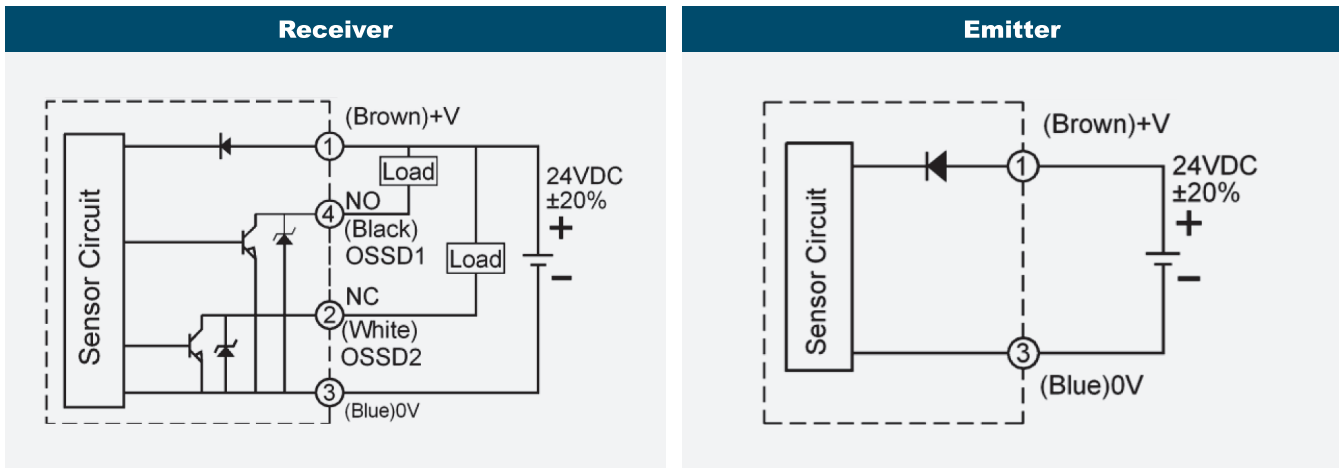 Receiver
Sensor Circuit
(Brown)+V
1
Load
4
NO
(Black)
OSSD1
Load
24VDC
±20%
+
−
2
NC
(White)
OSSD2
3
(Blue)0V
Emitter
Sensor Circuit
(Brown)+V
1
24VDC
±20%
+
−
3
(Blue)0V